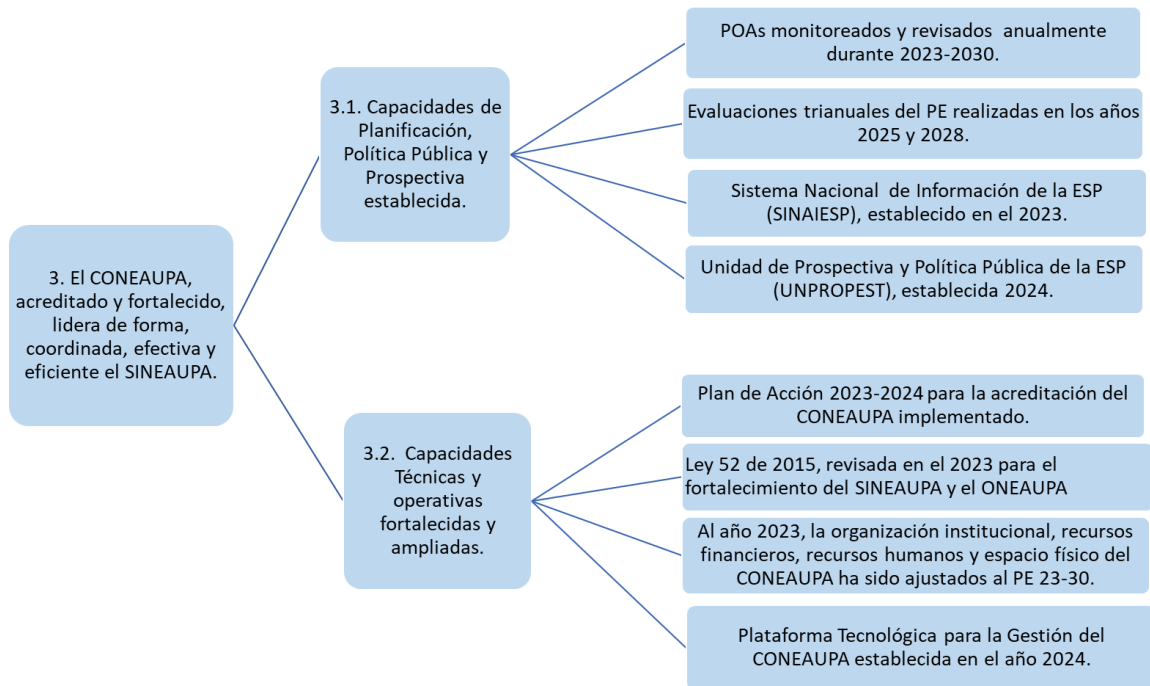 3. El CONEAUPA,
acreditado y fortalecido,
lidera de forma,
coordinada, efectiva y
eficiente el SINEAUPA.
3.1. Capacidades de
Planificación,
Política Pública y
Prospectiva
establecida.
POAs monitoreados y revisados anualmente
durante 2023-2030.
Evaluaciones trianuales del PE realizadas en los años
2025 y 2028.
Sistema Nacional de Información de la ESP
(SINAIESP), establecido en el 2023.
Unidad de Prospectiva y Política Pública de la ESP
(UNPROPEST), establecida 2024.
3.2. Capacidades
Técnicas y
operativas
fortalecidas y
ampliadas.
Plan de Acción 2023-2024 para la acreditación del
CONEAUPA implementado.
Ley 52 de 2015, revisada en el 2023 para el
fortalecimiento del SINEAUPA y el ONEAUPA
Al año 2023, la organización institucional, recursos
financieros, recursos humanos y espacio físico del
CONEAUPA ha sido ajustados al PE 23-30.
Plataforma Tecnológica para la Gestión del
CONEAUPA establecida en el año 2024.